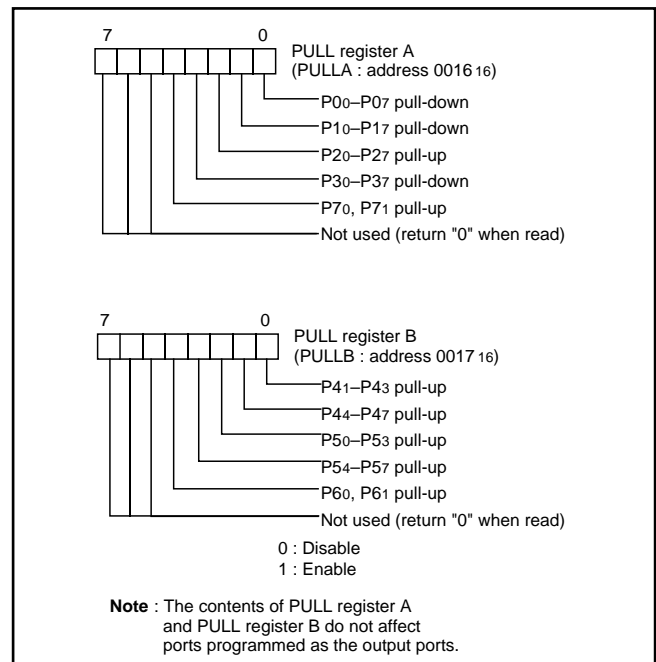 7 0
PULL register A
(PULLA : address 0016 16)
P00–P07 pull-down
P10–P17 pull-down
P20–P27 pull-up
P30–P37 pull-down
P70, P71 pull-up
Not used (return "0" when read)
7 0
PULL register B
(PULLB : address 0017 16)
P41–P43 pull-up
P44–P47 pull-up
P50–P53 pull-up
P54–P57 pull-up
P60, P61 pull-up
Not used (return "0" when read)
0 : Disable
1 : Enable
Note : The contents of PULL register A
and PULL register B do not affect
ports programmed as the output ports.